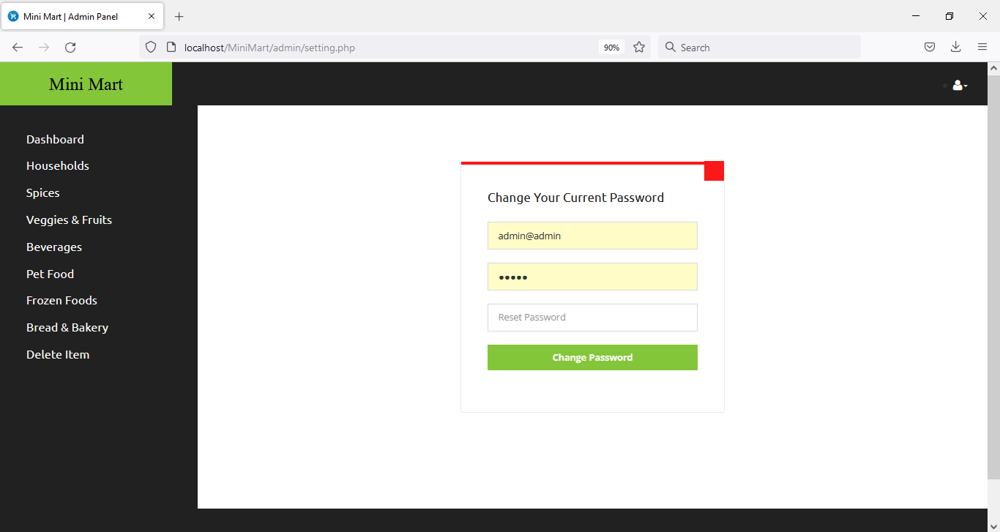 Mini Mart | Admin Panel
localhost/MiniMart/admin/setting.php
90%
Search
Mini Mart
Dashboard
Households
Spices
Veggies & Fruits
Beverages
Pet Food
Frozen Foods
Bread & Bakery
Delete Item
Change Your Current Password
admin@admin
•••••
Reset Password
Change Password